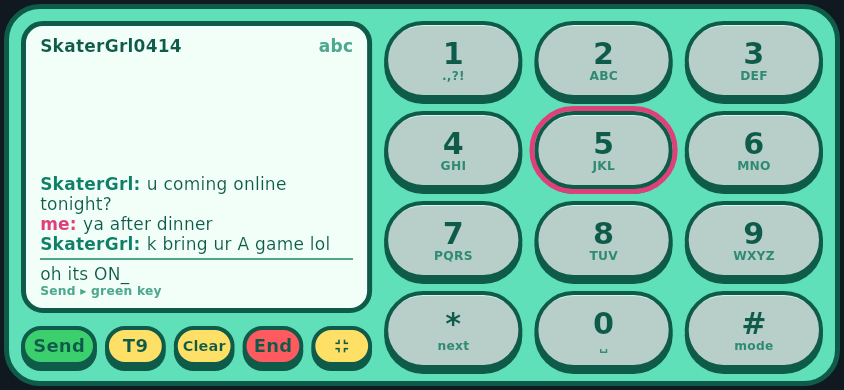 SkaterGrl0414 abc
SkaterGrl: u coming online
tonight?
me: ya after dinner
SkaterGrl: k bring ur A game lol
oh its ON_
Send ▸ green key
Send T9 Clear End
1 2 3
.,?! ABC DEF
4 5 6
GHI JKL MNO
7 8 9
PQRS TUV WXYZ
* 0 #
next ␣ mode